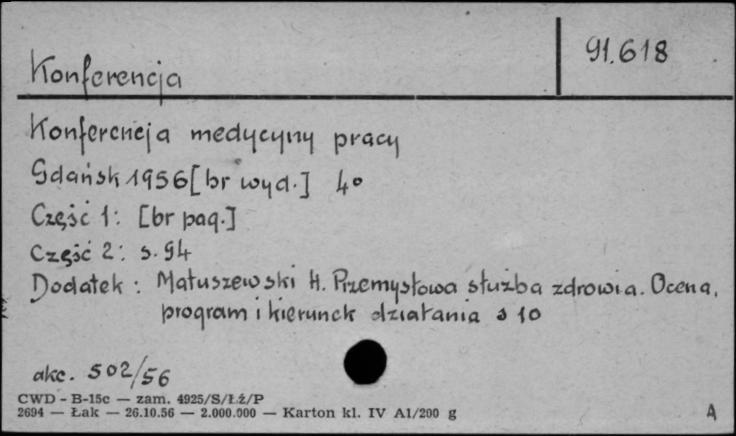 91.618
Konferencja
Konferencja medycyny pracy
Gdańsk 1956 [br wyd.] 4°
Część 1: [br pag.]
Część 2: s. 94
Dodatek: Matuszewski H. Przemysłowa służba zdrowia. Ocena,
program i kierunek działania s 10
akc. 502/56
CWD - B-15c — zam. 4925/S/Łź/P
2694 — Łak — 26.10.56 — 2.000.000 — Karton kl. IV A1/200 g
A